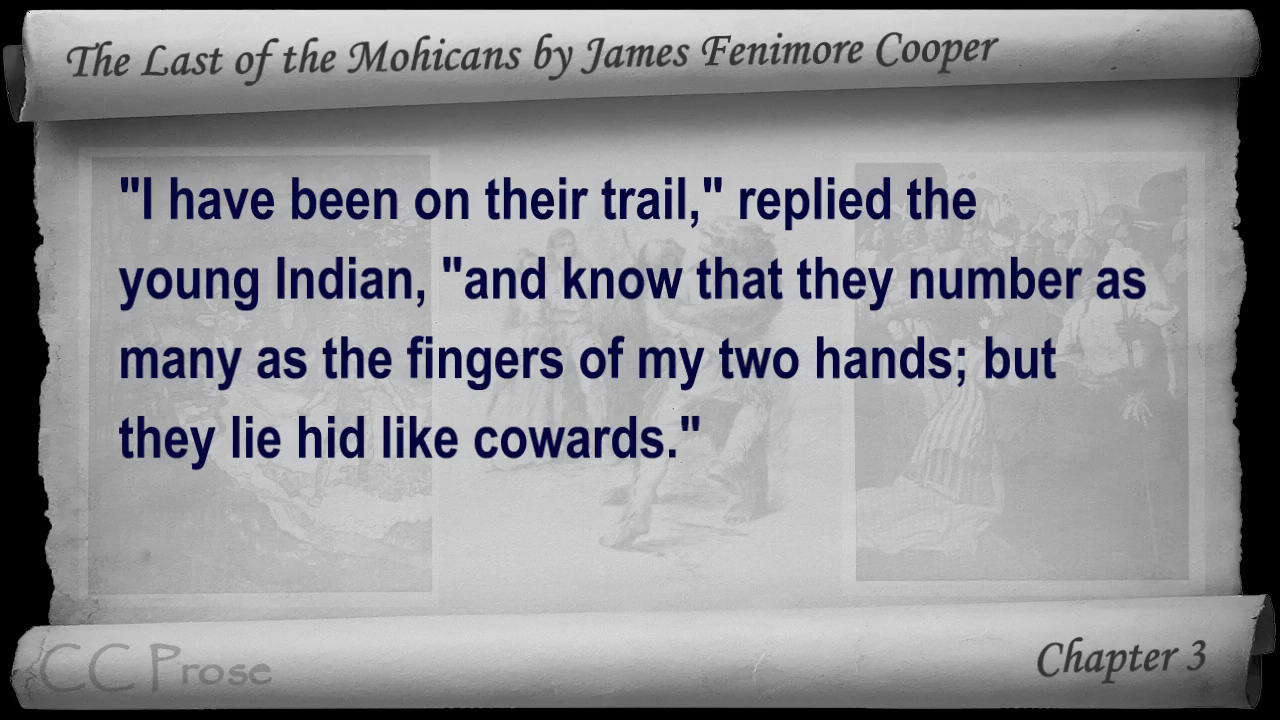 The Last of the Mohicans by James Fenimore Cooper
"I have been on their trail," replied the
young Indian, "and know that they number as
many as the fingers of my two hands; but
they lie hid like cowards."
CC Prose
Chapter 3